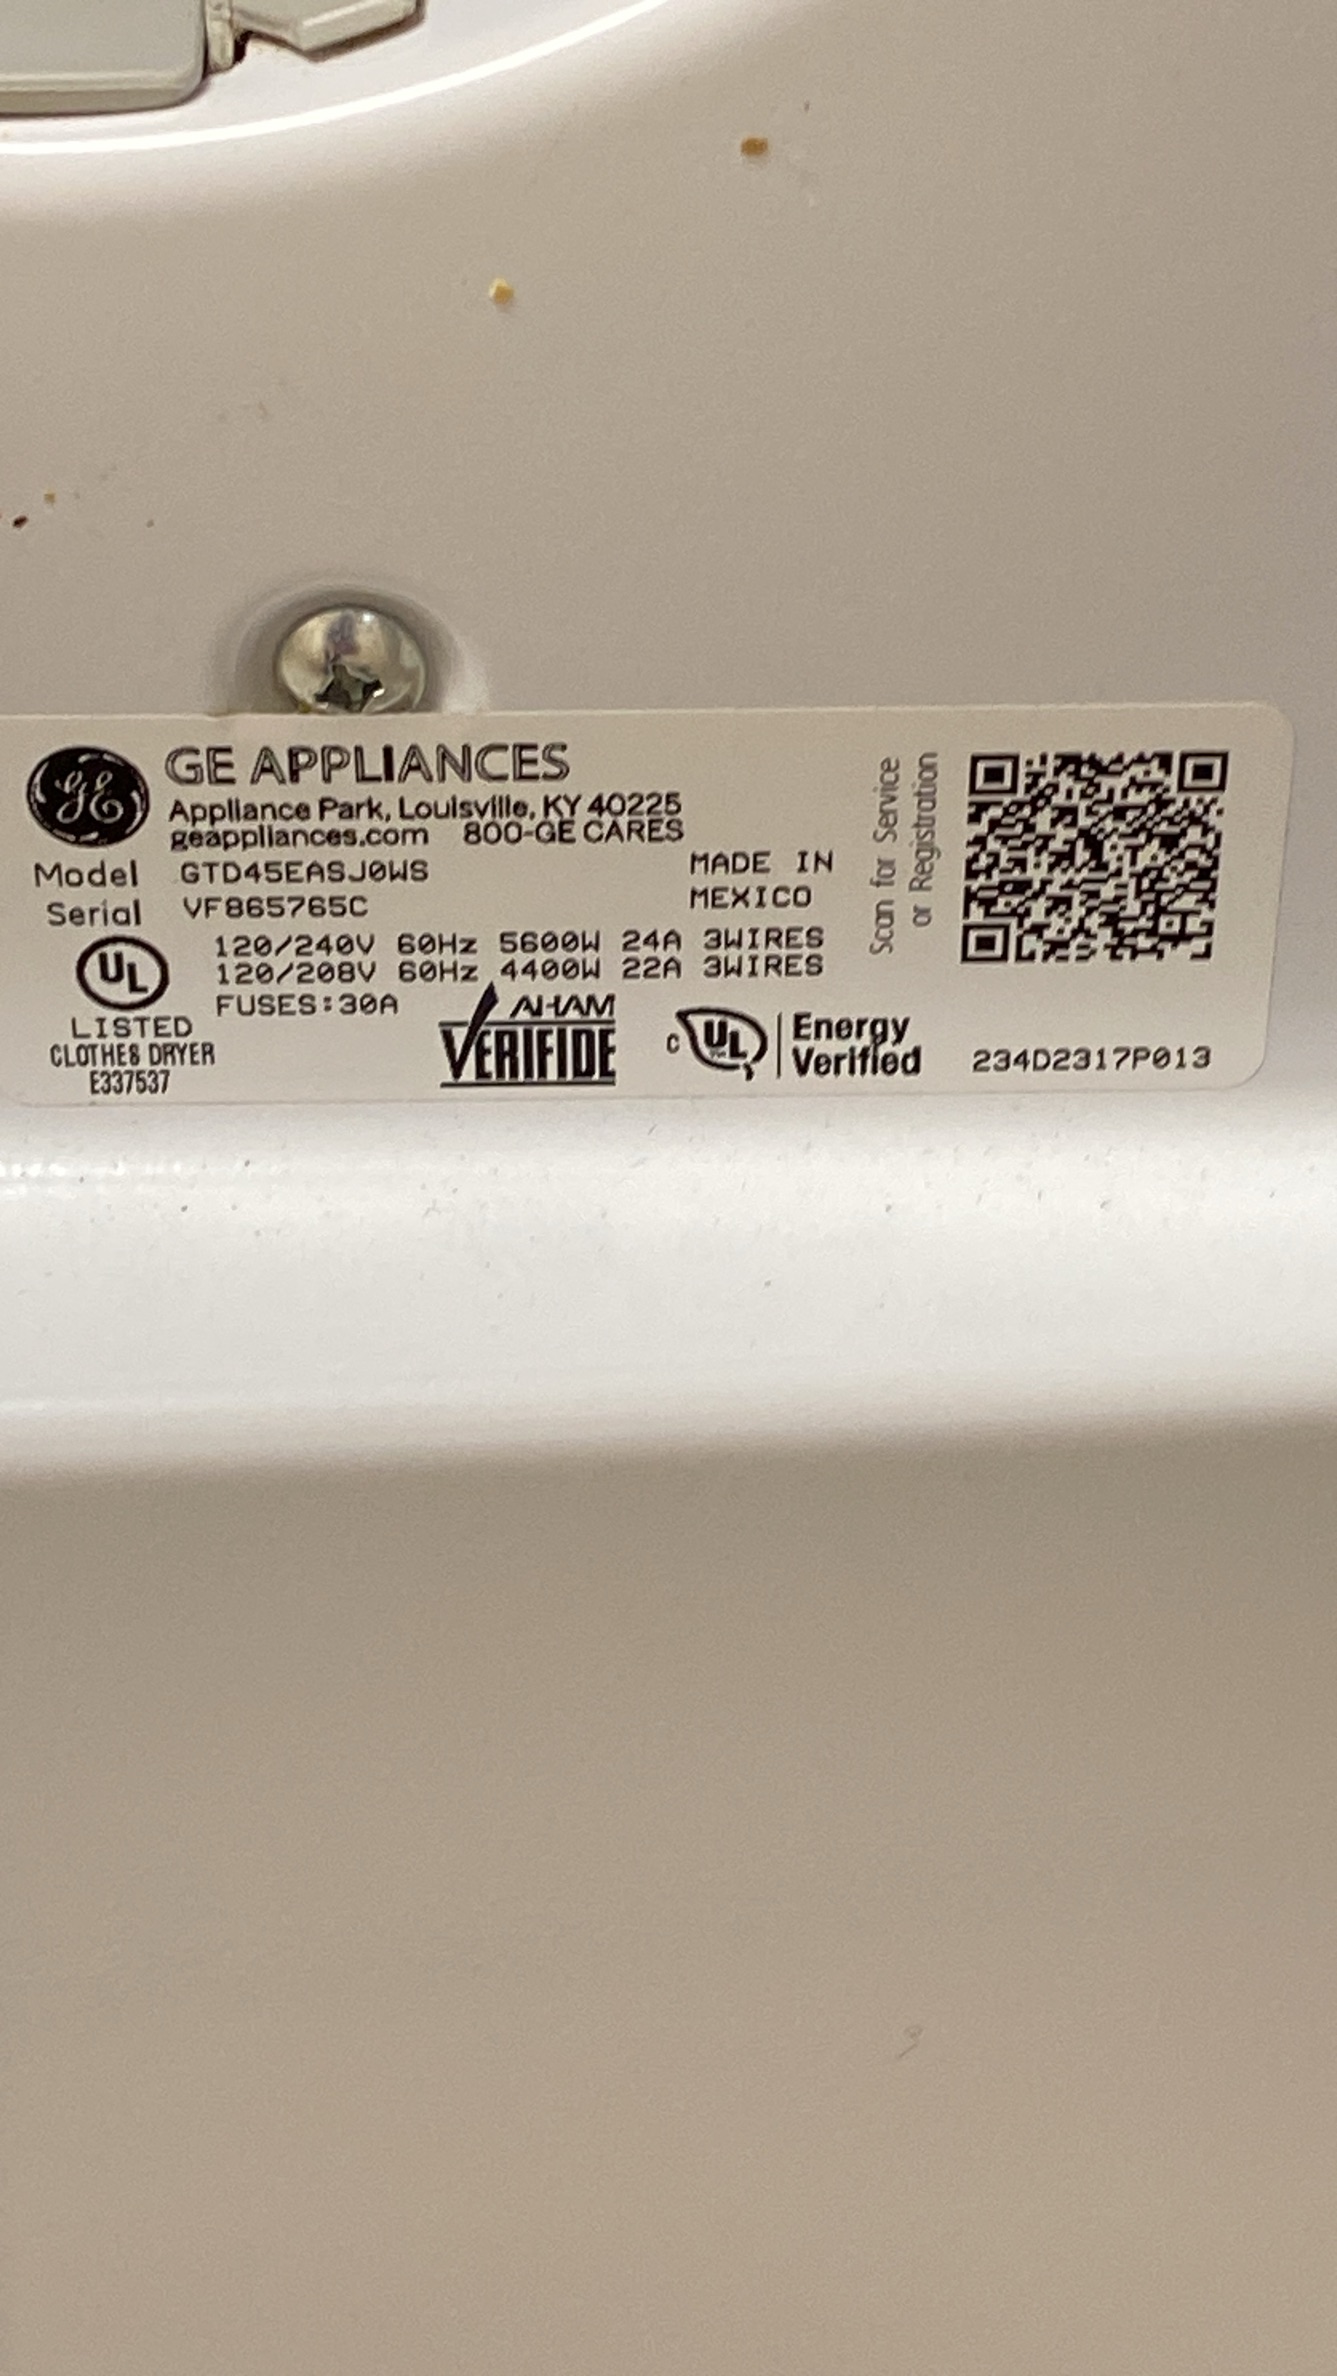 GE APPLIANCES
Appliance Park, Louisville, KY 40225
geappliances.com 800-GE CARES
Model GTD45EASJ0WS
Serial VF865765C
MADE IN
MEXICO
120/240V 60Hz 5600W 24A 3WIRES
120/208V 60Hz 4400W 22A 3WIRES
FUSES:30A
UL
LISTED
CLOTHES DRYER
E337537
AHAM
VERIFIDE
C UL
Energy
Verified
Scan for Service
or Registration
234D2317P013